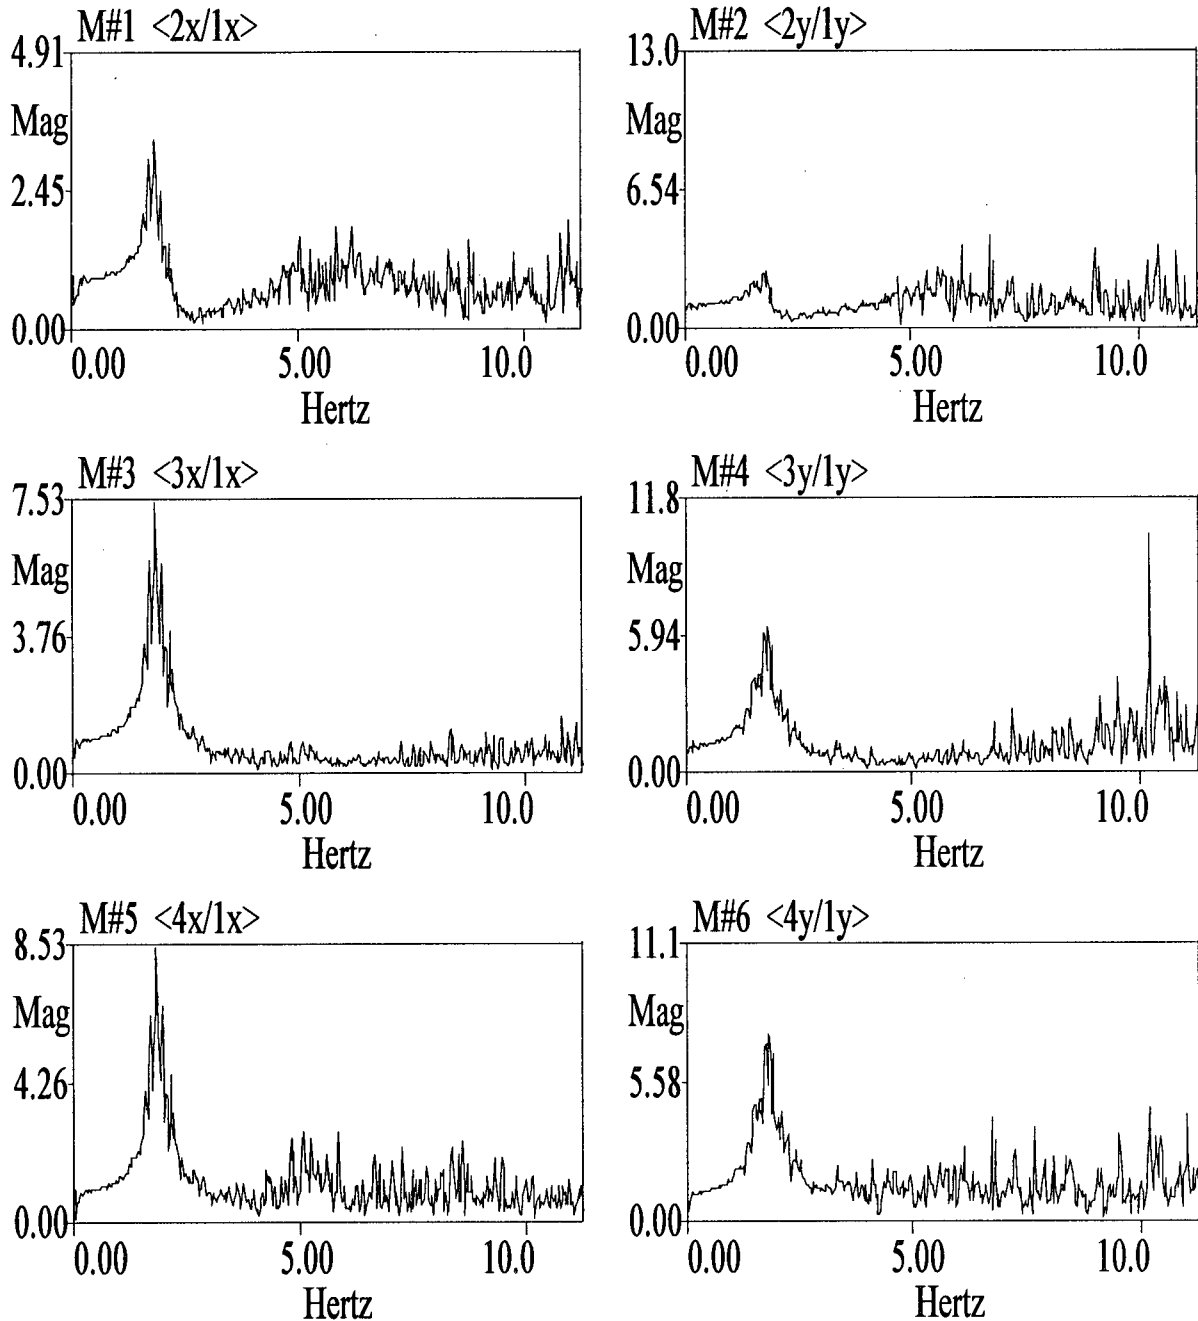 M#1 <2x/1x>
4.91
Mag
2.45
0.00
0.00 5.00 10.0
Hertz
M#2 <2y/1y>
13.0
Mag
6.54
0.00
0.00 5.00 10.0
Hertz
M#3 <3x/1x>
7.53
Mag
3.76
0.00
0.00 5.00 10.0
Hertz
M#4 <3y/1y>
11.8
Mag
5.94
0.00
0.00 5.00 10.0
Hertz
M#5 <4x/1x>
8.53
Mag
4.26
0.00
0.00 5.00 10.0
Hertz
M#6 <4y/1y>
11.1
Mag
5.58
0.00
0.00 5.00 10.0
Hertz